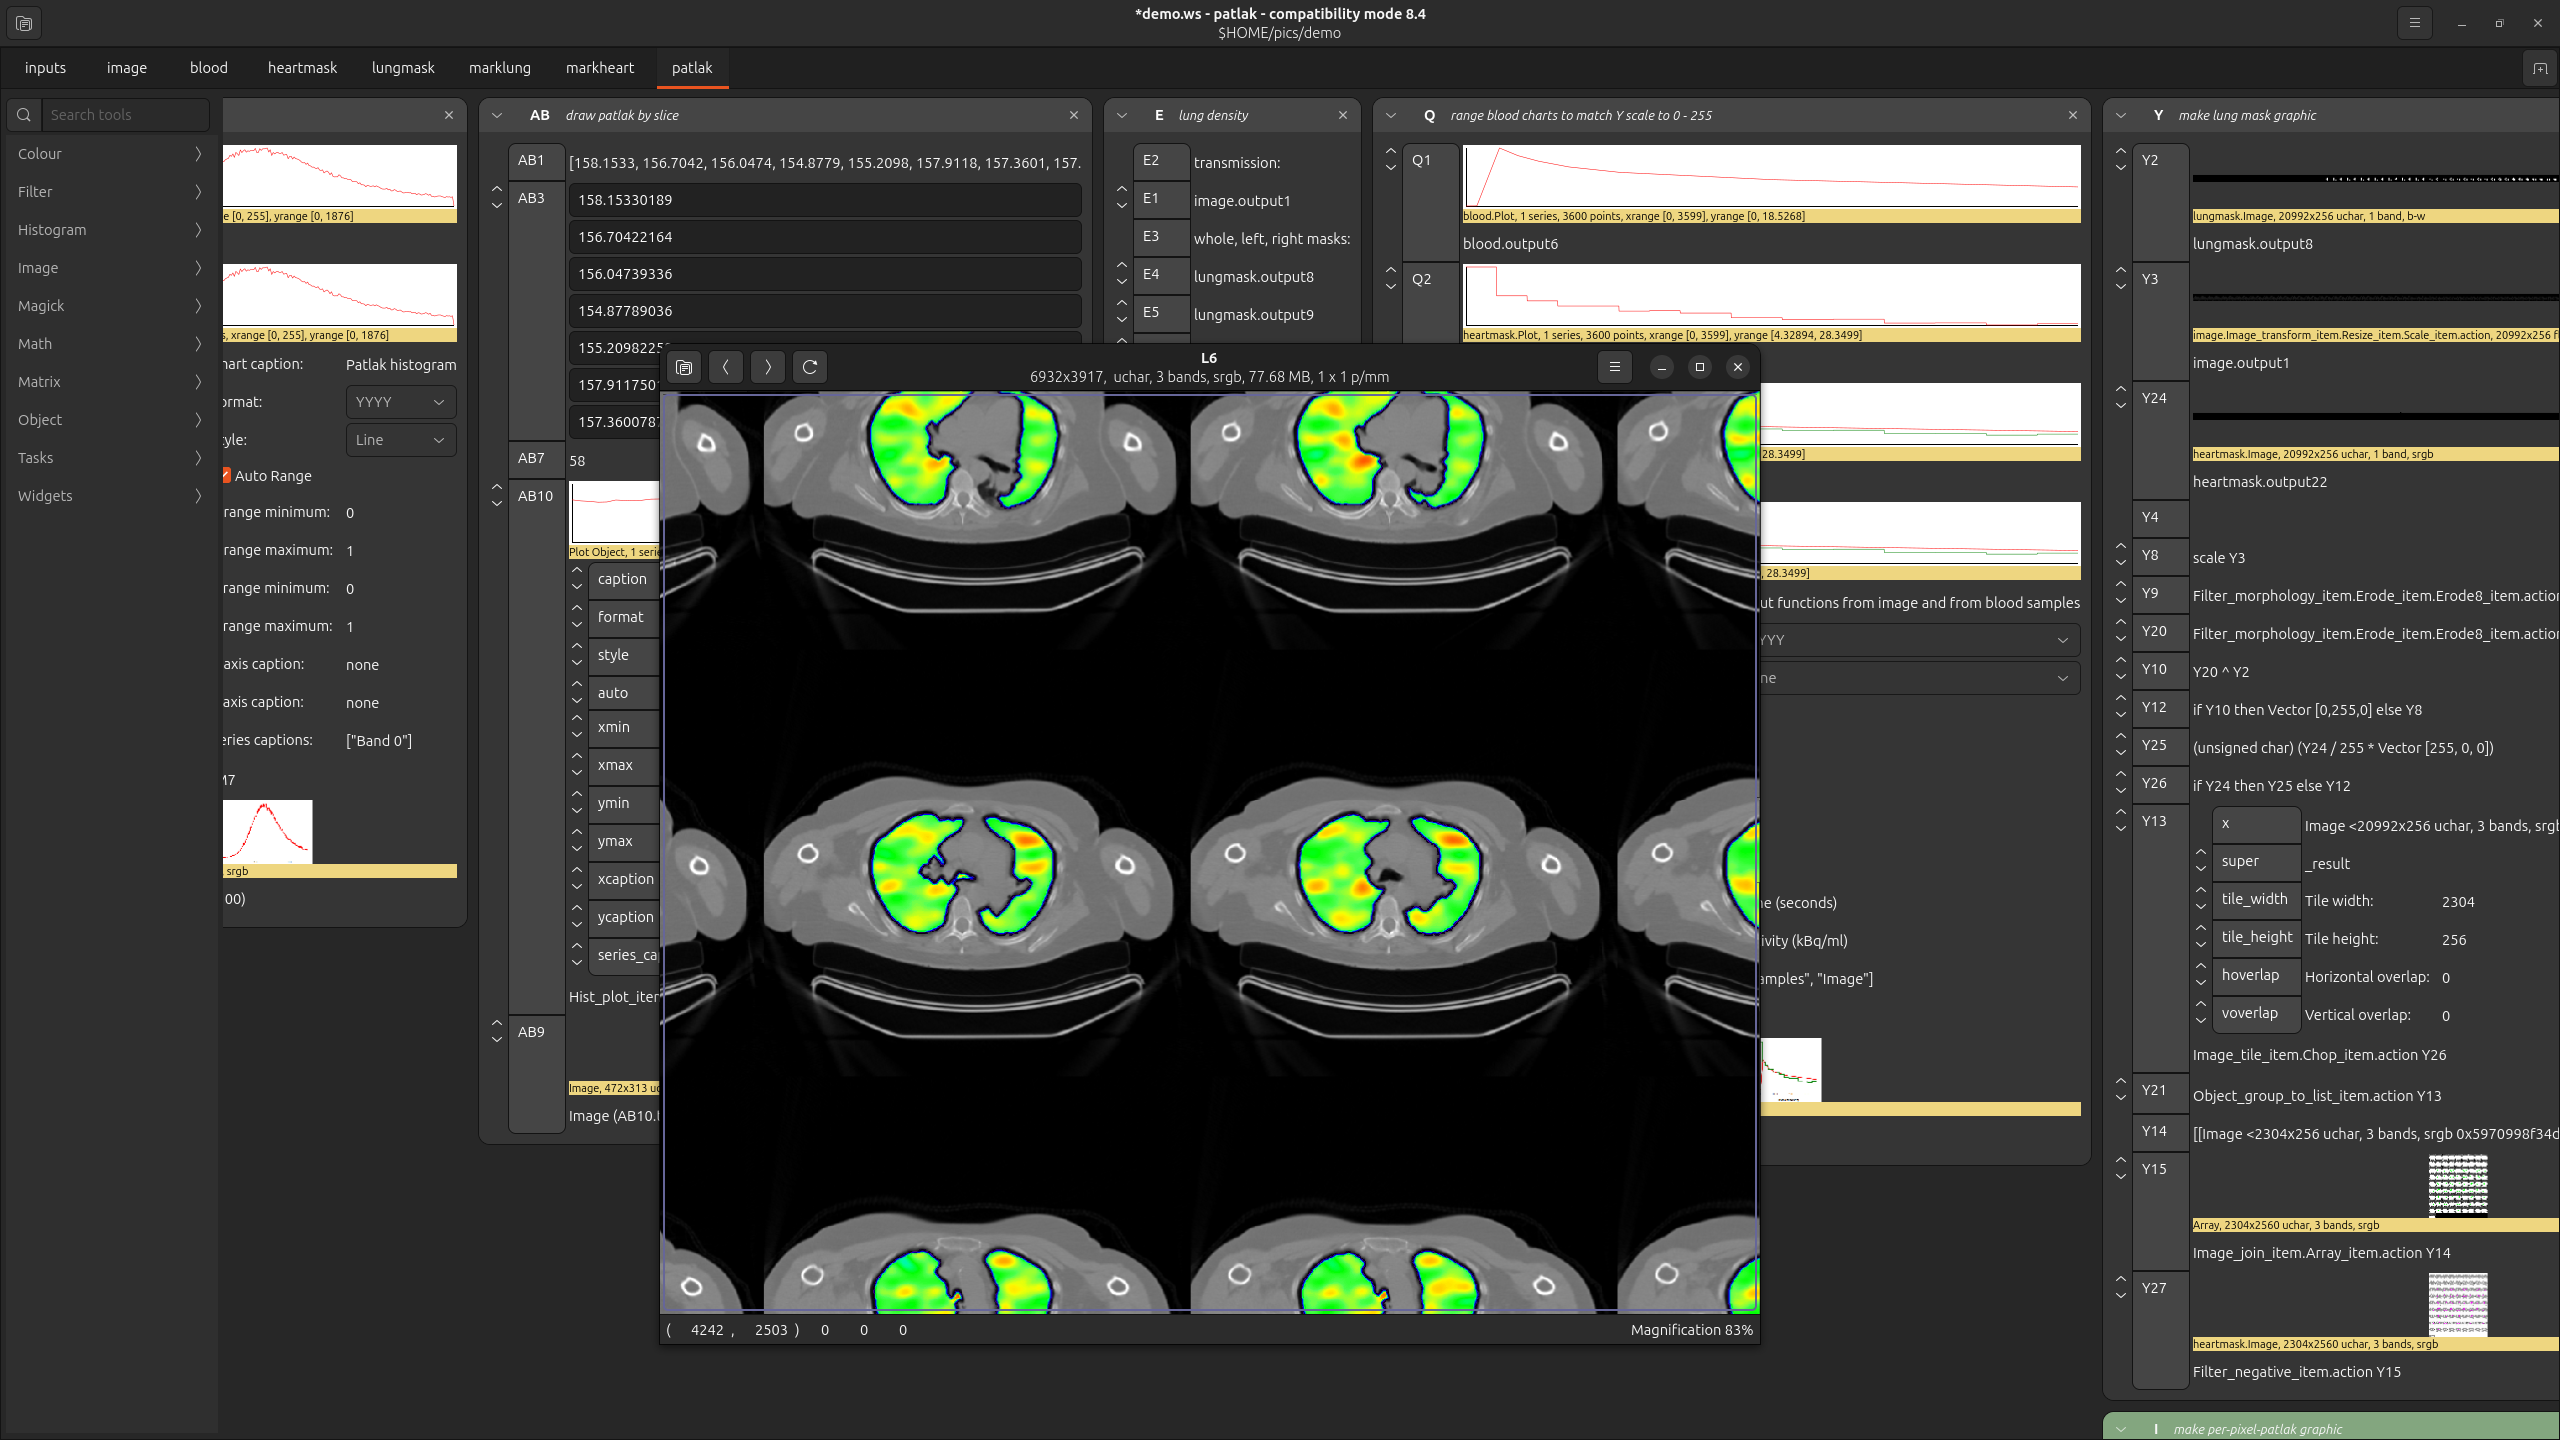 *demo.ws - patlak - compatibility mode 8.4
$HOME/pics/demo
inputs image blood heartmask lungmask marklung markheart patlak
Search tools
Colour
Filter
Histogram
Image
Magick
Math
Matrix
Object
Tasks
Widgets
e [0, 255], yrange [0, 1876]
s, xrange [0, 255], yrange [0, 1876]
hart caption: Patlak histogram
ormat: YYYY
tyle: Line
Auto Range
range minimum: 0
range maximum: 1
range minimum: 0
range maximum: 1
axis caption: none
axis caption: none
eries captions: ["Band 0"]
M7
srgb
00)
AB draw patlak by slice
AB1 [158.1533, 156.7042, 156.0474, 154.8779, 155.2098, 157.9118, 157.3601, 157.
AB3 158.15330189
156.70422164
156.04739336
154.87789036
155.2098225
157.9117501
157.3600787
AB7 58
AB10
Plot Object, 1 serie
caption
format
style
auto
xmin
xmax
ymin
ymax
xcaption
ycaption
series_ca
Hist_plot_iter
AB9
Image, 472x313 uc
Image (AB10.
E lung density
E2 transmission:
E1 image.output1
E3 whole, left, right masks:
E4 lungmask.output8
E5 lungmask.output9
Q range blood charts to match Y scale to 0 - 255
Q1
blood.Plot, 1 series, 3600 points, xrange [0, 3599], yrange [0, 18.5268]
blood.output6
Q2
heartmask.Plot, 1 series, 3600 points, xrange [0, 3599], yrange [4.32894, 28.3499]
28.3499]
, 28.3499]
ut functions from image and from blood samples
YYY
ne
ne (seconds)
ivity (kBq/ml)
amples", "Image"]
L6
6932x3917, uchar, 3 bands, srgb, 77.68 MB, 1 x 1 p/mm
( 4242 , 2503 ) 0 0 0
Magnification 83%
Y make lung mask graphic
Y2
lungmask.Image, 20992x256 uchar, 1 band, b-w
lungmask.output8
Y3
image.Image_transform_item.Resize_item.Scale_item.action, 20992x256 f
image.output1
Y24
heartmask.Image, 20992x256 uchar, 1 band, srgb
heartmask.output22
Y4
Y8 scale Y3
Y9 Filter_morphology_item.Erode_item.Erode8_item.action
Y20 Filter_morphology_item.Erode_item.Erode8_item.action
Y10 Y20 ^ Y2
Y12 if Y10 then Vector [0,255,0] else Y8
Y25 (unsigned char) (Y24 / 255 * Vector [255, 0, 0])
Y26 if Y24 then Y25 else Y12
Y13 x Image <20992x256 uchar, 3 bands, srgb
super _result
tile_width Tile width: 2304
tile_height Tile height: 256
hoverlap Horizontal overlap: 0
voverlap Vertical overlap: 0
Image_tile_item.Chop_item.action Y26
Y21 Object_group_to_list_item.action Y13
Y14 [[Image <2304x256 uchar, 3 bands, srgb 0x5970998f34d
Y15
Array, 2304x2560 uchar, 3 bands, srgb
Image_join_item.Array_item.action Y14
Y27
heartmask.Image, 2304x2560 uchar, 3 bands, srgb
Filter_negative_item.action Y15
I make per-pixel-patlak graphic